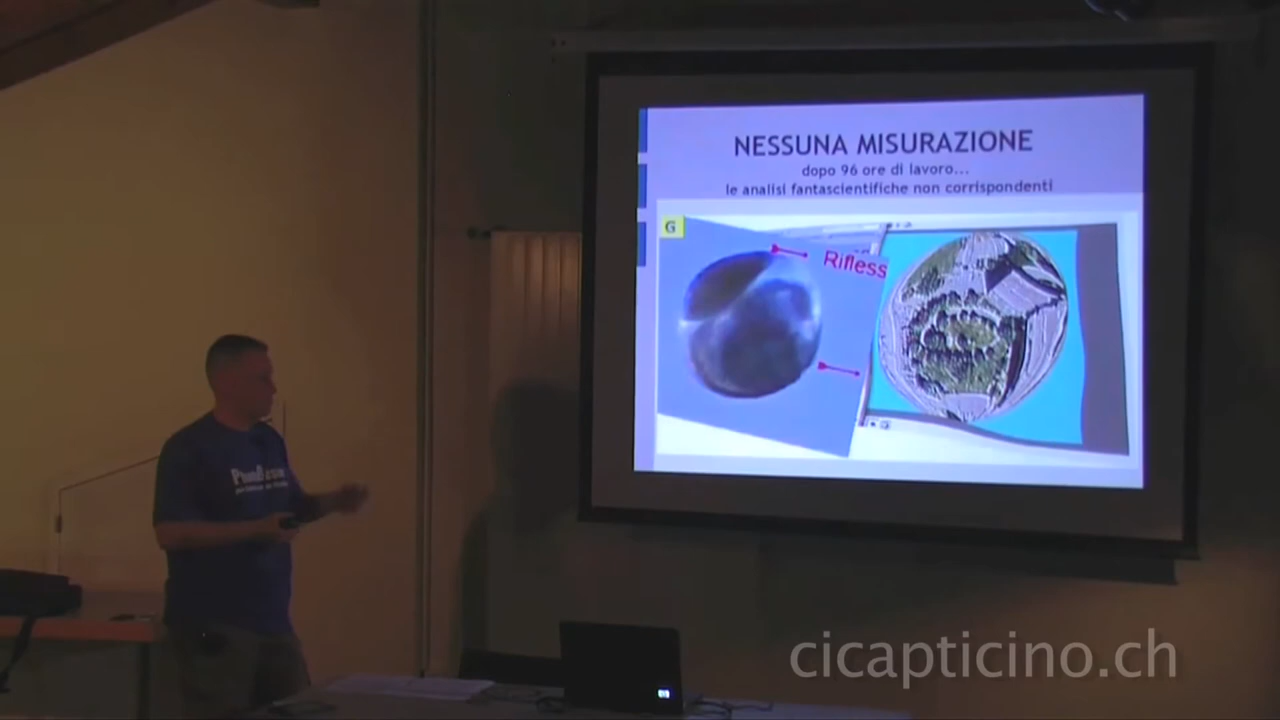 NESSUNA MISURAZIONE
dopo 96 ore di lavoro...
le analisi fantascientifiche non corrispondenti
G
Rifless
cicapticino.ch